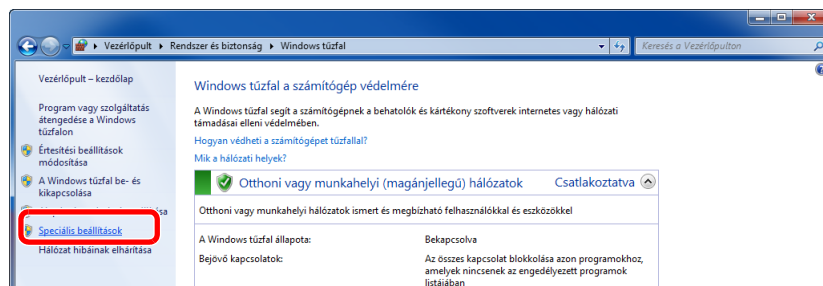 Vezérlőpult ▸ Rendszer és biztonság ▸ Windows tűzfal
Keresés a Vezérlőpulton
Vezérlőpult – kezdőlap
Program vagy szolgáltatás
átengedése a Windows
tűzfalon
Értesítési beállítások
módosítása
A Windows tűzfal be- és
kikapcsolása
Speciális beállítások
Hálózat hibáinak elhárítása
Windows tűzfal a számítógép védelmére
A Windows tűzfal segít a számítógépnek a behatolók és kártékony szoftverek internetes vagy hálózati
támadásai elleni védelmében.
Hogyan védheti a számítógépet tűzfallal?
Mik a hálózati helyek?
Otthoni vagy munkahelyi (magánjellegű) hálózatok Csatlakoztatva
Otthoni vagy munkahelyi hálózatok ismert és megbízható felhasználókkal és eszközökkel
A Windows tűzfal állapota: Bekapcsolva
Bejövő kapcsolatok: Az összes kapcsolat blokkolása azon programokhoz,
amelyek nincsenek az engedélyezett programok
listájában